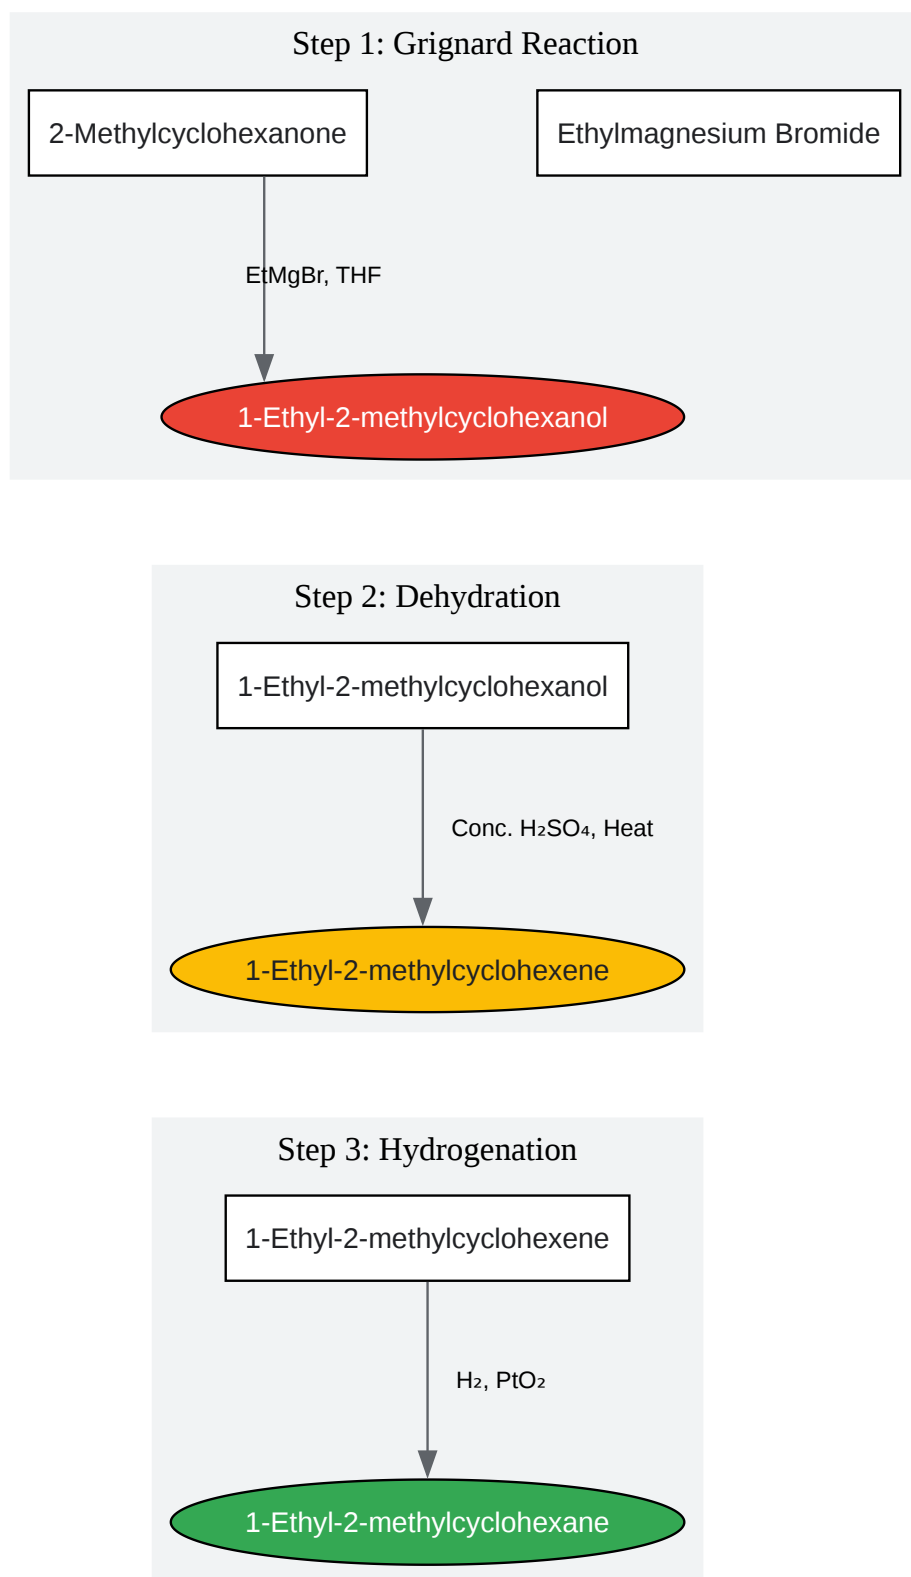 Step 1: Grignard Reaction
2-Methylcyclohexanone
Ethylmagnesium Bromide
EtMgBr, THF
1-Ethyl-2-methylcyclohexanol
Step 2: Dehydration
1-Ethyl-2-methylcyclohexanol
Conc. H₂SO₄, Heat
1-Ethyl-2-methylcyclohexene
Step 3: Hydrogenation
1-Ethyl-2-methylcyclohexene
H₂, PtO₂
1-Ethyl-2-methylcyclohexane